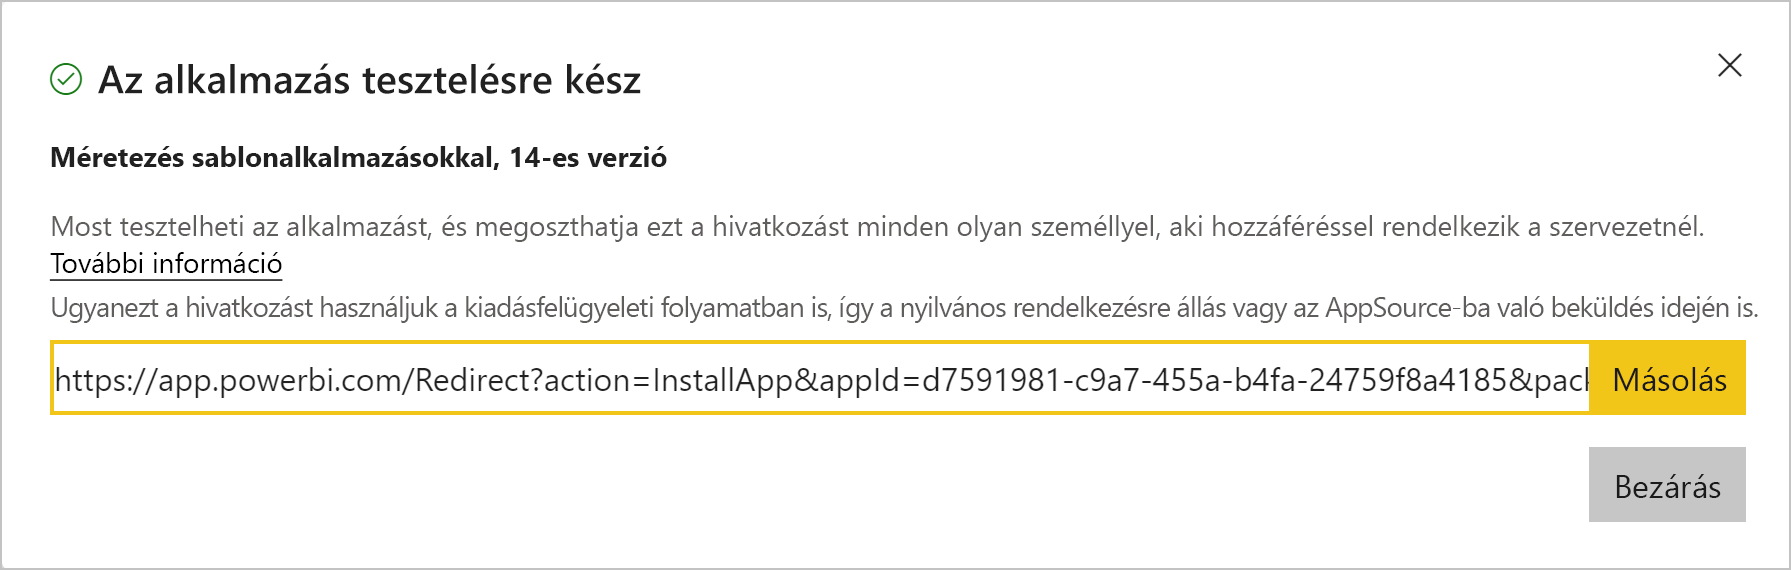 Az alkalmazás tesztelésre kész
Méretezés sablonalkalmazásokkal, 14-es verzió
Most tesztelheti az alkalmazást, és megoszthatja ezt a hivatkozást minden olyan személlyel, aki hozzáféréssel rendelkezik a szervezetnél.
További információ
Ugyanezt a hivatkozást használjuk a kiadásfelügyeleti folyamatban is, így a nyilvános rendelkezésre állás vagy az AppSource-ba való beküldés idején is.
https://app.powerbi.com/Redirect?action=InstallApp&appId=d7591981-c9a7-455a-b4fa-24759f8a4185&pack Másolás
Bezárás